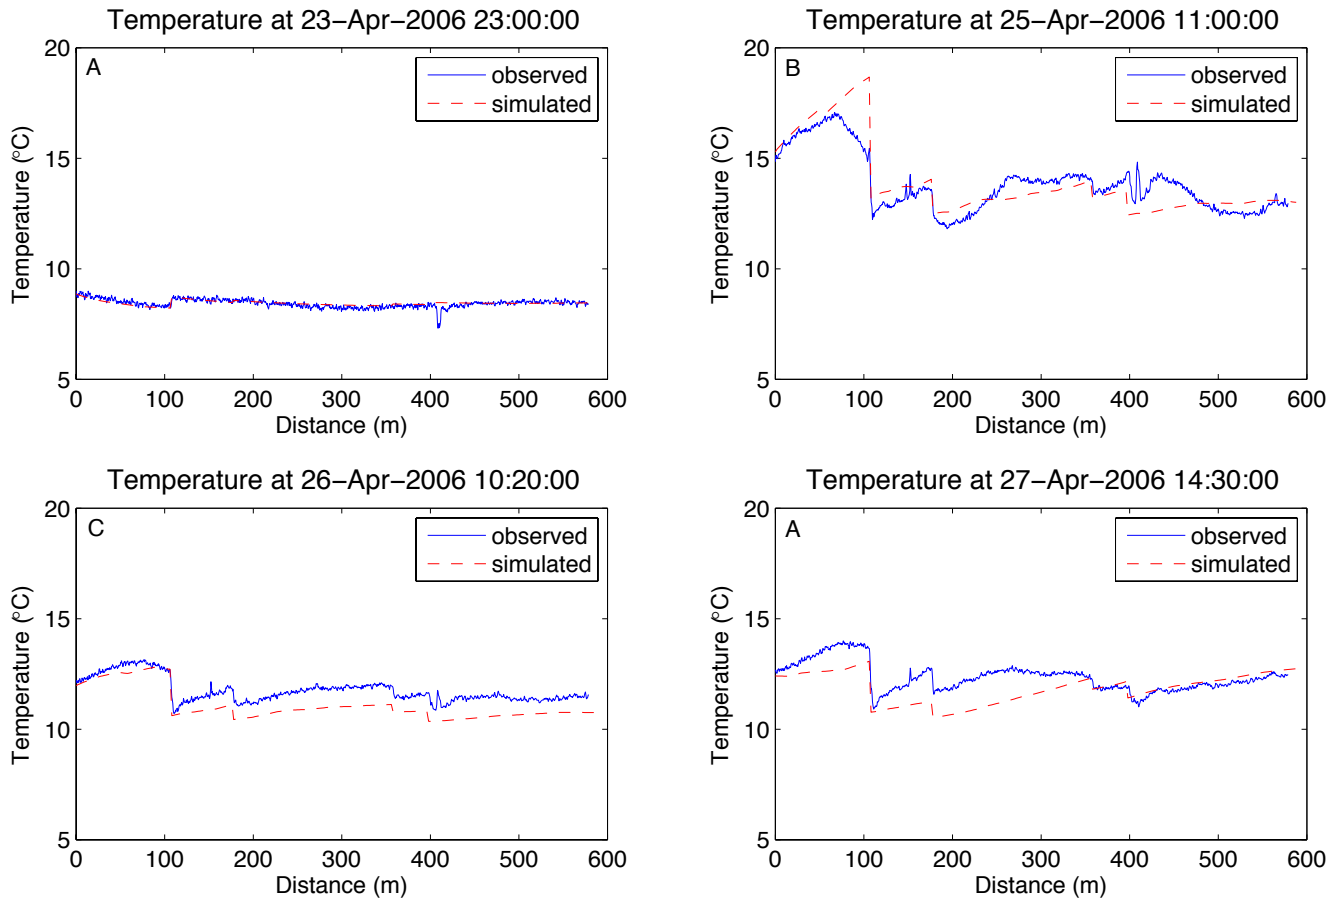 Temperature at 23−Apr−2006 23:00:00
A
observed
simulated
20
15
10
5
Temperature (°C)
0 100 200 300 400 500 600
Distance (m)
Temperature at 25−Apr−2006 11:00:00
B
observed
simulated
20
15
10
5
Temperature (°C)
0 100 200 300 400 500 600
Distance (m)
Temperature at 26−Apr−2006 10:20:00
C
observed
simulated
20
15
10
5
Temperature (°C)
0 100 200 300 400 500 600
Distance (m)
Temperature at 27−Apr−2006 14:30:00
A
observed
simulated
20
15
10
5
Temperature (°C)
0 100 200 300 400 500 600
Distance (m)